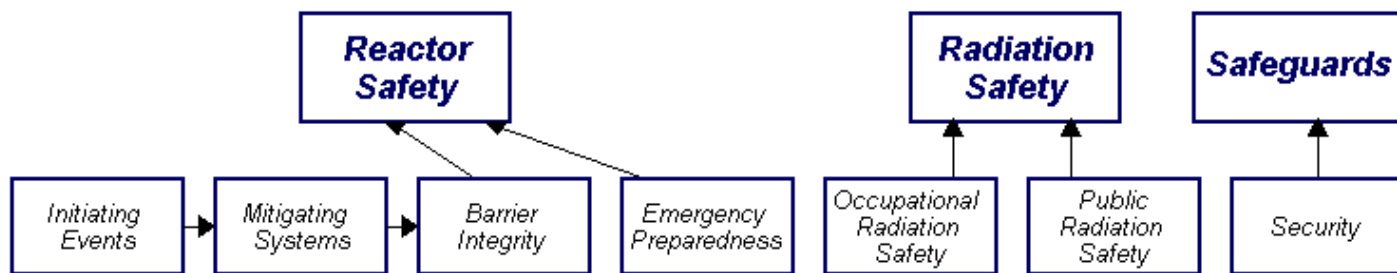 Reactor
Safety
Radiation
Safety
Safeguards
Initiating
Events
Mitigating
Systems
Barrier
Integrity
Emergency
Preparedness
Occupational
Radiation
Safety
Public
Radiation
Safety
Security